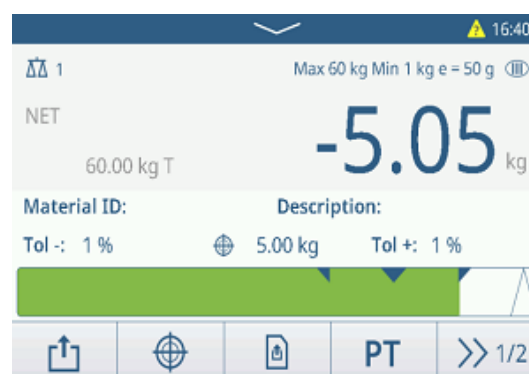 16:40
1 Max 60 kg Min 1 kg e = 50 g III
NET
-5.05 kg
60.00 kg T
Material ID: Description:
Tol -: 1 % 5.00 kg Tol +: 1 %
PT 1/2